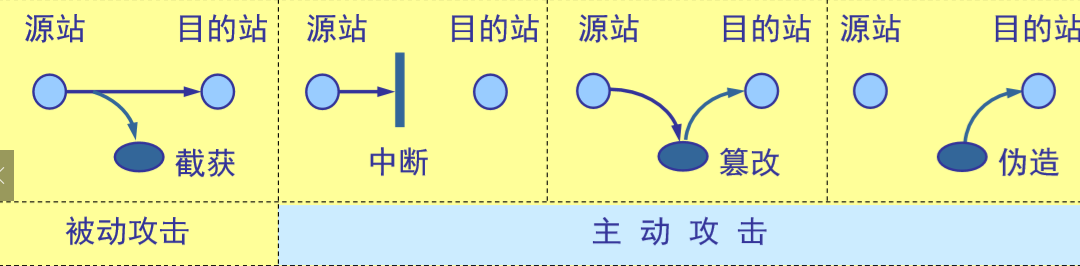 源站 目的站 源站 目的站 源站 目的站 源站 目的站
截获 中断 篡改 伪造
被动攻击 主动攻击